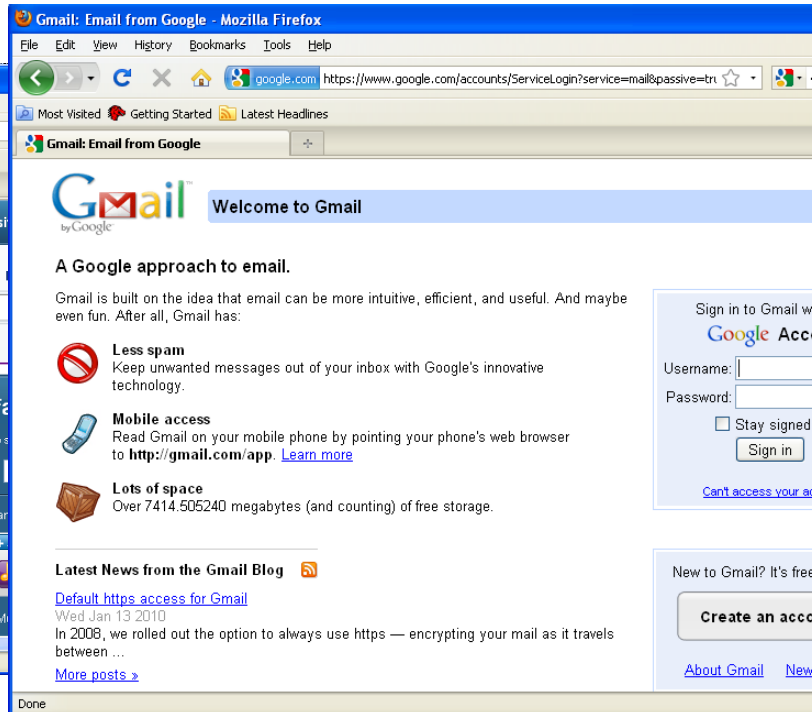 Gmail: Email from Google - Mozilla Firefox
File Edit View History Bookmarks Tools Help
google.com https://www.google.com/accounts/ServiceLogin?service=mail&passive=tru
Most Visited Getting Started Latest Headlines
Gmail: Email from Google
Gmail
by Google
Welcome to Gmail
A Google approach to email.
Gmail is built on the idea that email can be more intuitive, efficient, and useful. And maybe
even fun. After all, Gmail has:
Less spam
Keep unwanted messages out of your inbox with Google's innovative
technology.
Mobile access
Read Gmail on your mobile phone by pointing your phone's web browser
to http://gmail.com/app. Learn more
Lots of space
Over 7414.505240 megabytes (and counting) of free storage.
Latest News from the Gmail Blog
Default https access for Gmail
Wed Jan 13 2010
In 2008, we rolled out the option to always use https — encrypting your mail as it travels
between ...
More posts »
Sign in to Gmail w
Google Acco
Username:
Password:
Stay signed
Sign in
Can't access your ac
New to Gmail? It's free
Create an acco
About Gmail New
Done